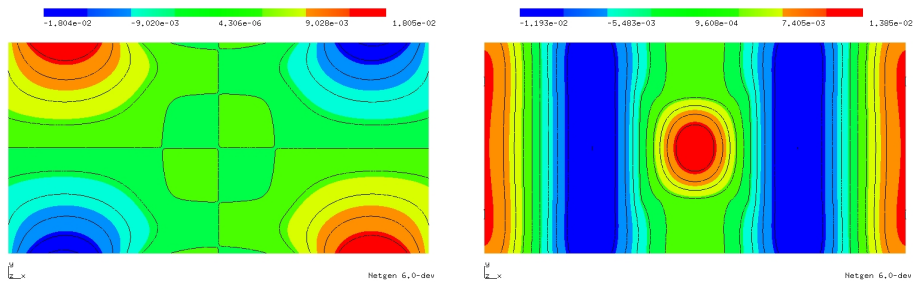 -1.804e-02 -9.020e-03 4.306e-06 9.028e-03 1.805e-02
y
z x
Netgen 6.0-dev
-1.193e-02 -5.483e-03 9.608e-04 7.405e-03 1.385e-02
y
z x
Netgen 6.0-dev